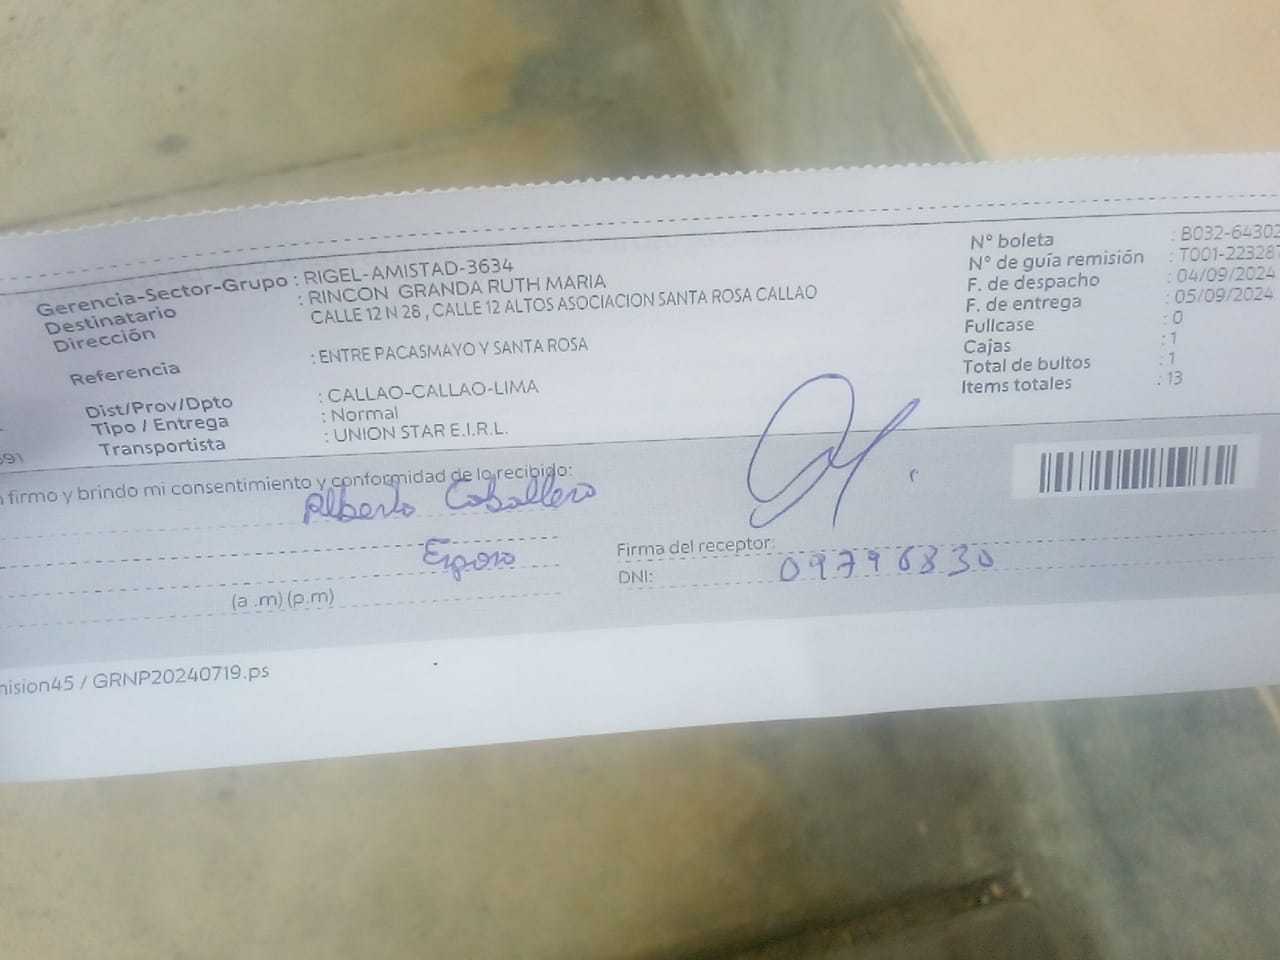 Gerencia-Sector-Grupo : RIGEL-AMISTAD-3634
Destinatario : RINCON GRANDA RUTH MARIA
Dirección CALLE 12 N 28 , CALLE 12 ALTOS ASOCIACION SANTA ROSA CALLAO
Referencia : ENTRE PACASMAYO Y SANTA ROSA
Dist/Prov/Dpto : CALLAO-CALLAO-LIMA
Tipo / Entrega : Normal
Transportista : UNION STAR E.I.R.L.
N° boleta : B032-64302
N° de guía remisión : T001-22328
F. de despacho : 04/09/2024
F. de entrega : 05/09/2024
Fullcase : 0
Cajas : 1
Total de bultos : 1
Items totales : 13
firmo y brindo mi consentimiento y conformidad de lo recibido:
Alberto Caballero
Esposo
(a .m) (p.m)
Firma del receptor:
DNI: 09796830
45 / GRNP20240719.ps